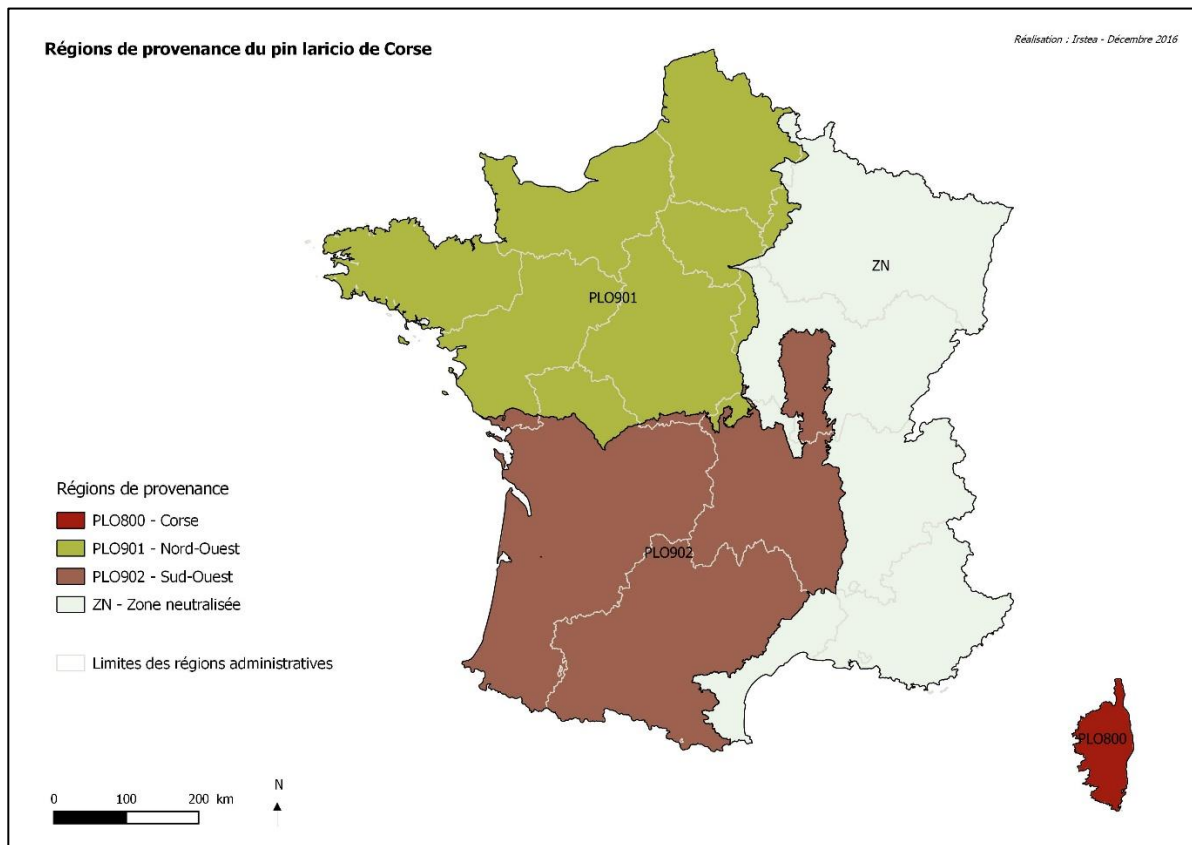 Régions de provenance du pin laricio de Corse
Réalisation : Irstea - Décembre 2016
ZN
PLO901
PLO902
PLO800
Régions de provenance
PLO800 - Corse
PLO901 - Nord-Ouest
PLO902 - Sud-Ouest
ZN - Zone neutralisée
Limites des régions administratives
0 100 200 km
N